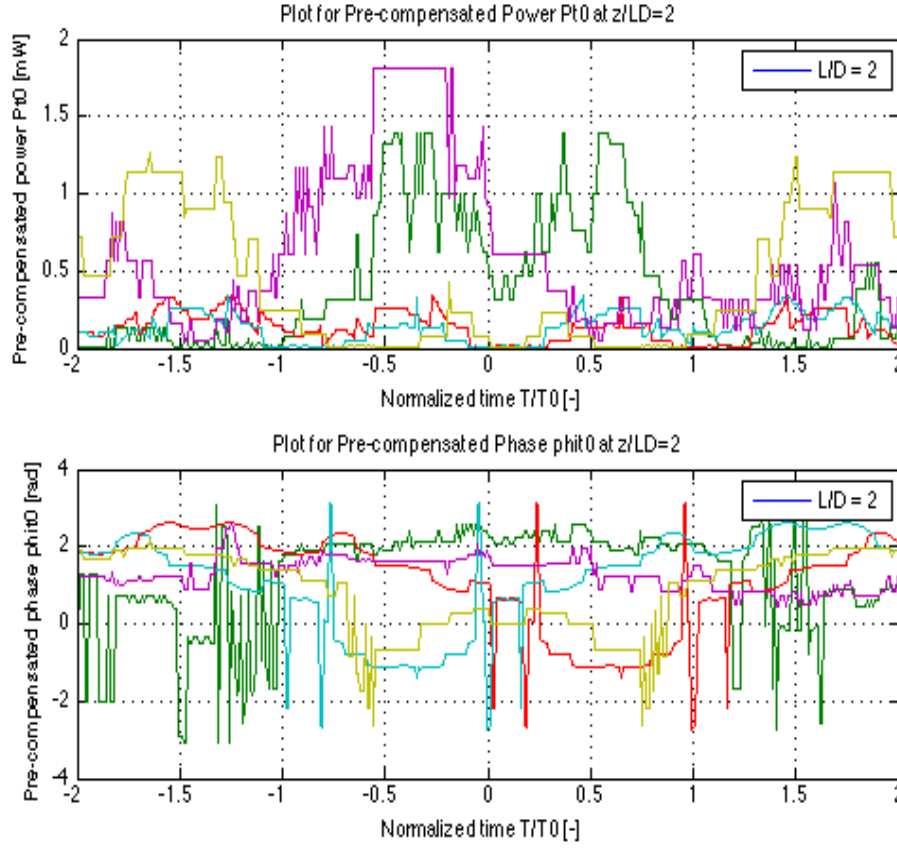 Plot for Pre-compensated Power Pt0 at z/LD=2
Pre-compensated power Pt0 [mW]
2
1.5
1
0.5
0
L/D = 2
-2 -1.5 -1 -0.5 0 0.5 1 1.5 2
Normalized time T/T0 [-]
Plot for Pre-compensated Phase phit0 at z/LD=2
Pre-compensated phase phit0 [rad]
4
2
0
-2
-4
L/D = 2
-2 -1.5 -1 -0.5 0 0.5 1 1.5 2
Normalized time T/T0 [-]